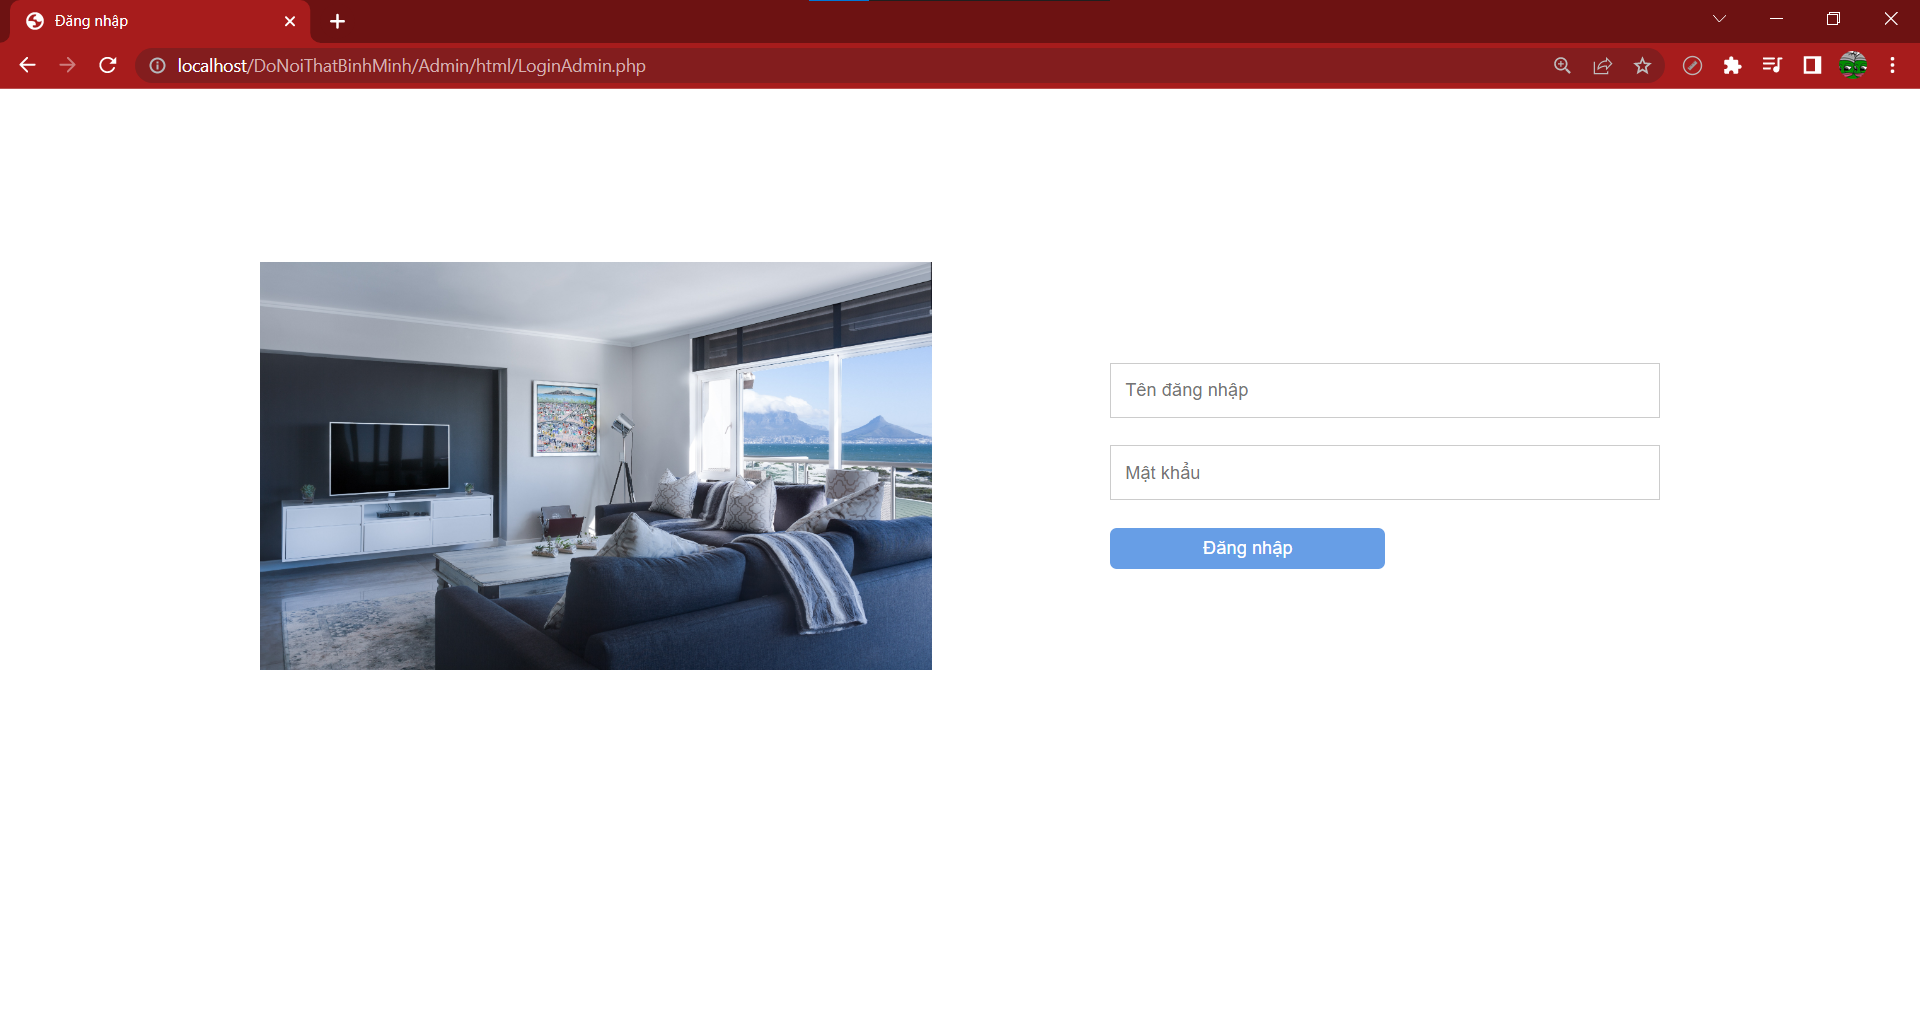 Đăng nhập
localhost/DoNoiThatBinhMinh/Admin/html/LoginAdmin.php
Tên đăng nhập
Mật khẩu
Đăng nhập